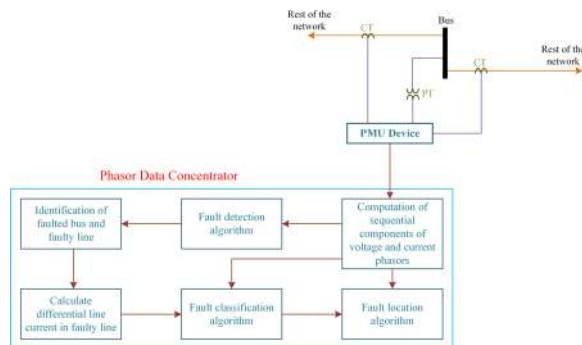 Rest of the
network
CT
Bus
Rest of the
network
CT
PT
PMU Device
Phasor Data Concentrator
Identification of
faulted bus and
faulty line
Fault detection
algorithm
Computation of
sequential
components of
voltage and current
phasors
Calculate
differential line
current in faulty line
Fault classification
algorithm
Fault location
algorithm